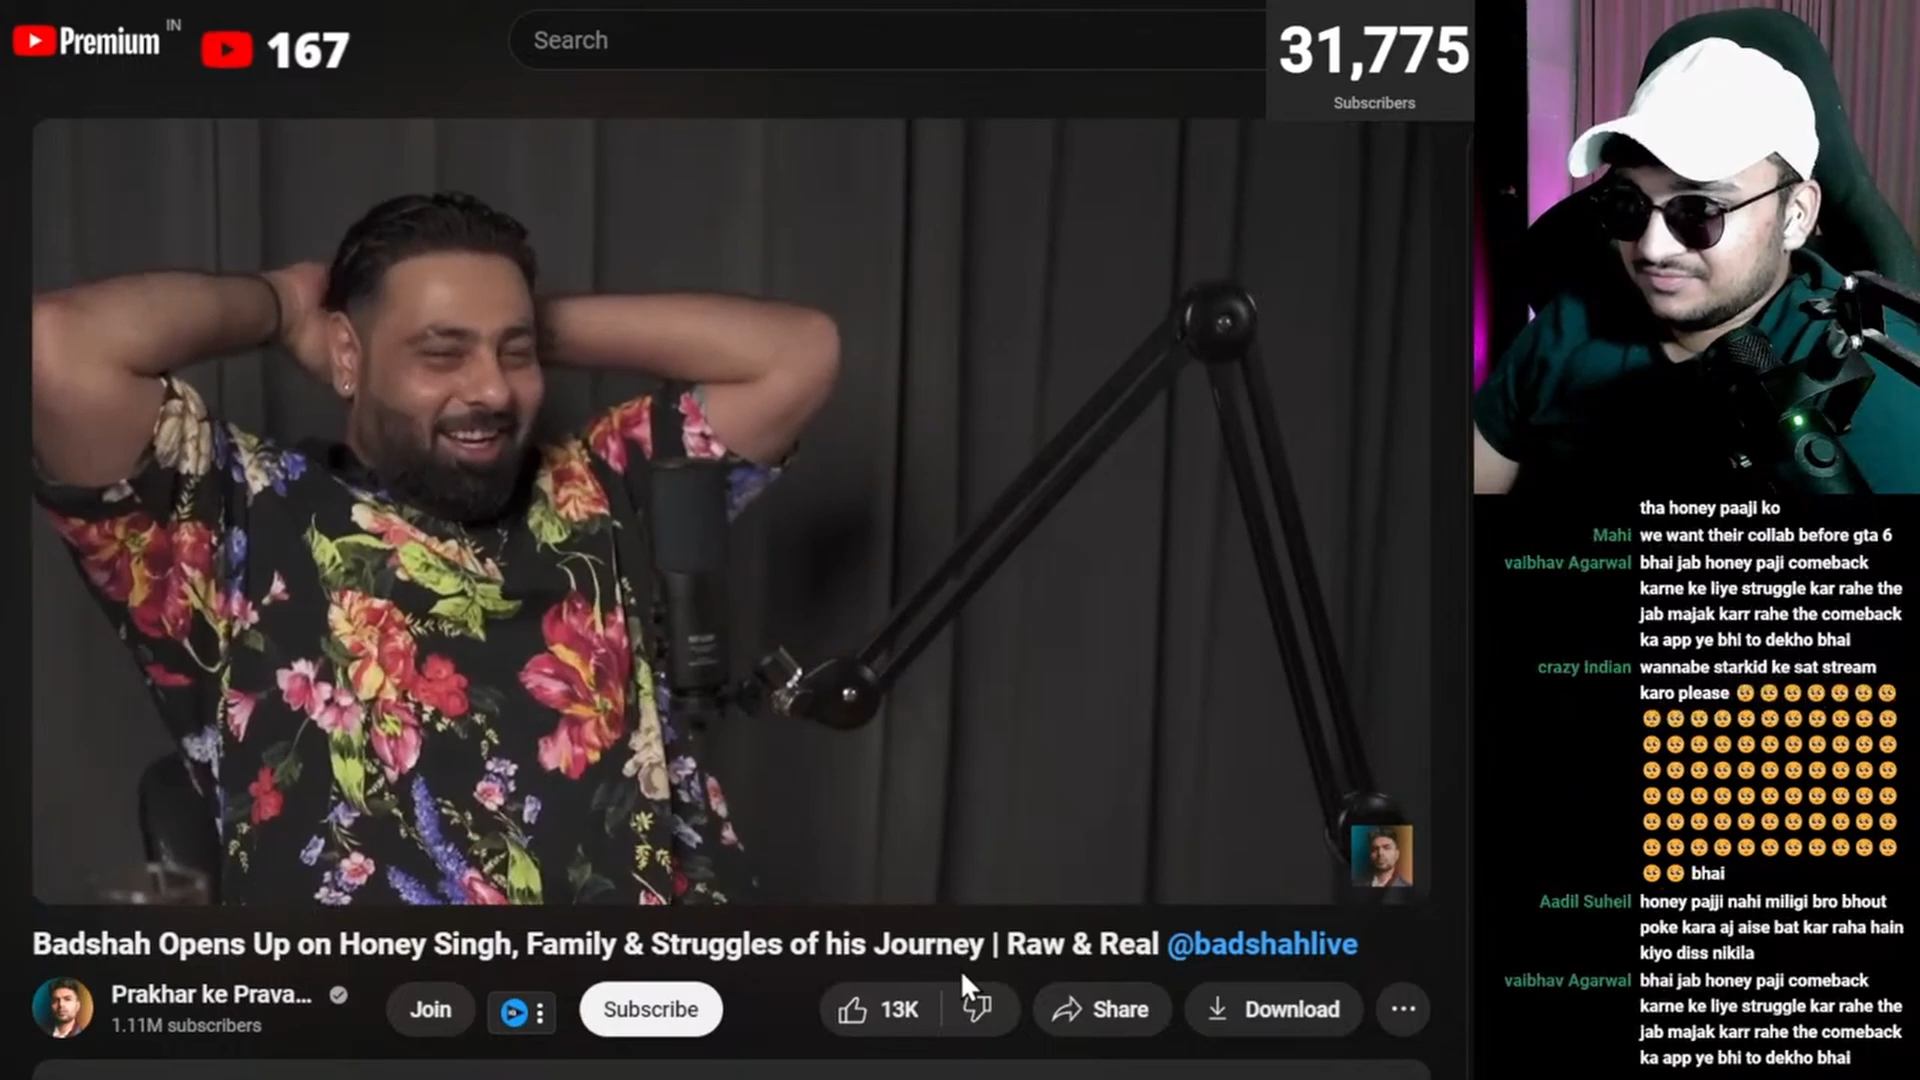 Premium IN
167
Search
31,775
Subscribers
tha honey paaji ko
Mahi we want their collab before gta 6
vaibhav Agarwal bhai jab honey paji comeback
karne ke liye struggle kar rahe the
jab majak karr rahe the comeback
ka app ye bhi to dekho bhai
crazy Indian wannabe starkid ke sat stream
karo please 🥺🥺🥺🥺🥺🥺🥺
🥺🥺🥺🥺🥺🥺🥺🥺🥺🥺🥺
🥺🥺🥺🥺🥺🥺🥺🥺🥺🥺🥺
🥺🥺🥺🥺🥺🥺🥺🥺🥺🥺🥺
🥺🥺🥺🥺🥺🥺🥺🥺🥺🥺🥺
🥺🥺🥺🥺🥺🥺🥺🥺🥺🥺🥺
🥺🥺🥺🥺🥺🥺🥺🥺🥺🥺🥺
🥺🥺 bhai
Aadil Suheil honey pajji nahi miligi bro bhout
poke kara aj aise bat kar raha hain
kiyo diss nikila
vaibhav Agarwal bhai jab honey paji comeback
karne ke liye struggle kar rahe the
jab majak karr rahe the comeback
ka app ye bhi to dekho bhai
Badshah Opens Up on Honey Singh, Family & Struggles of his Journey | Raw & Real @badshahlive
Prakhar ke Prava...
1.11M subscribers
Join
Subscribe
13K
Share
Download